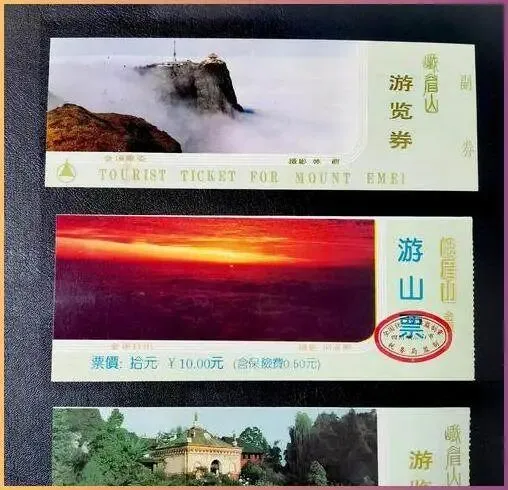 峨眉山
游览券
副券
摄影
TOURIST TICKET FOR MOUNT EMEI
峨眉山
游山票
票價: 拾元 ¥10.00元 (含保險費0.50元)
峨眉山
游